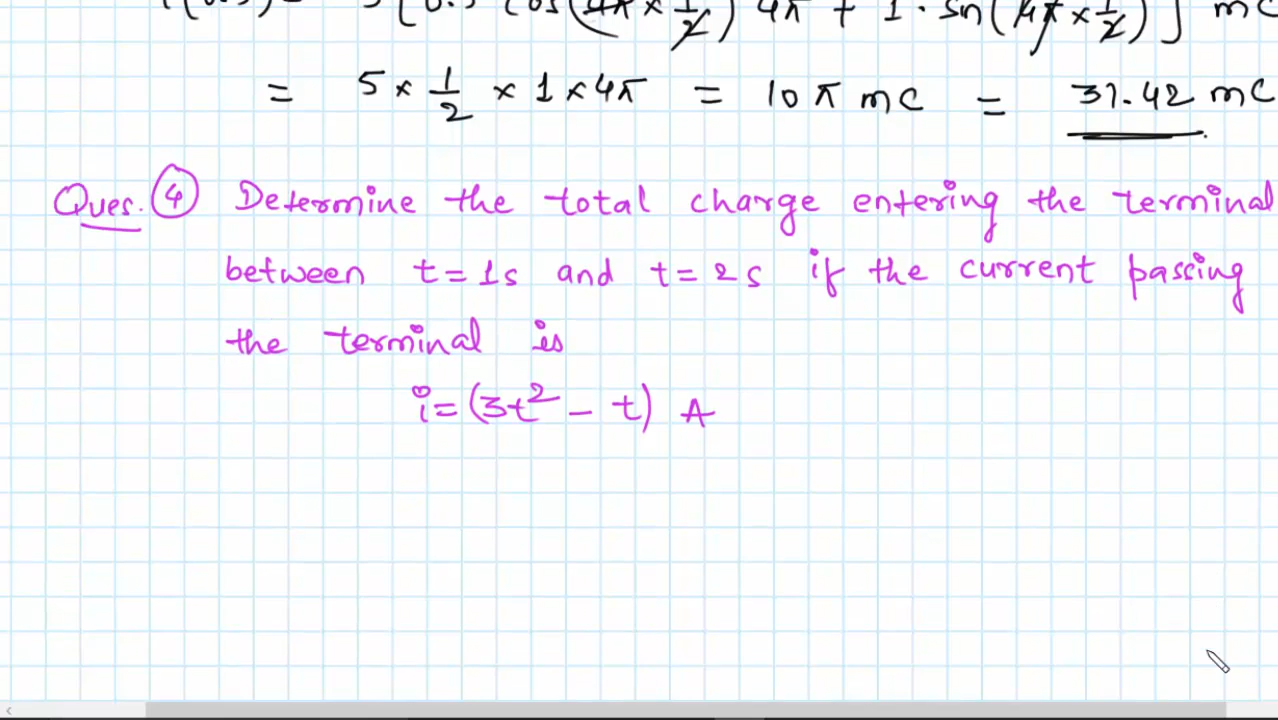 5 × 1/2 × 1 × 4π = 10 π mC = 31.42 mC
Ques. 4 Determine the total charge entering the terminal
between t = 1s and t = 2s if the current passing
the terminal is
i = (3t² - t) A